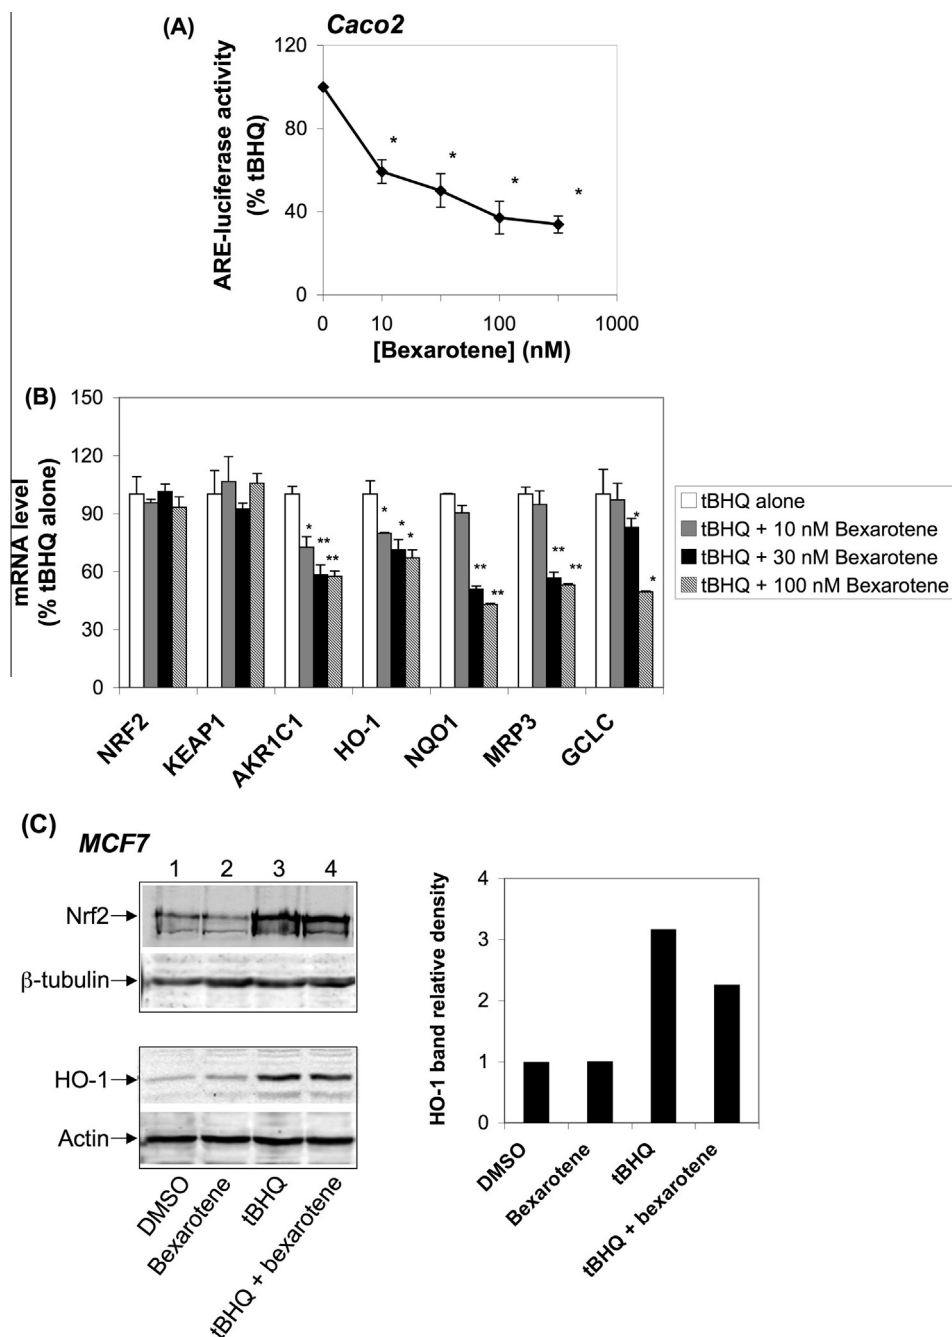 (A)
Caco2
ARE-luciferase activity
(% tBHQ)
120
80
40
0
0 10 100 1000
[Bexarotene] (nM)
* * * *
(B)
mRNA level
(% tBHQ alone)
150
120
90
60
30
0
* ** **
* * *
** **
** **
* *
NRF2 KEAP1 AKR1C1 HO-1 NQO1 MRP3 GCLC
tBHQ alone
tBHQ + 10 nM Bexarotene
tBHQ + 30 nM Bexarotene
tBHQ + 100 nM Bexarotene
(C)
MCF7
1 2 3 4
Nrf2
β-tubulin
HO-1
Actin
DMSO
Bexarotene
tBHQ
tBHQ + bexarotene
HO-1 band relative density
4
3
2
1
0
DMSO
Bexarotene
tBHQ
tBHQ + bexarotene